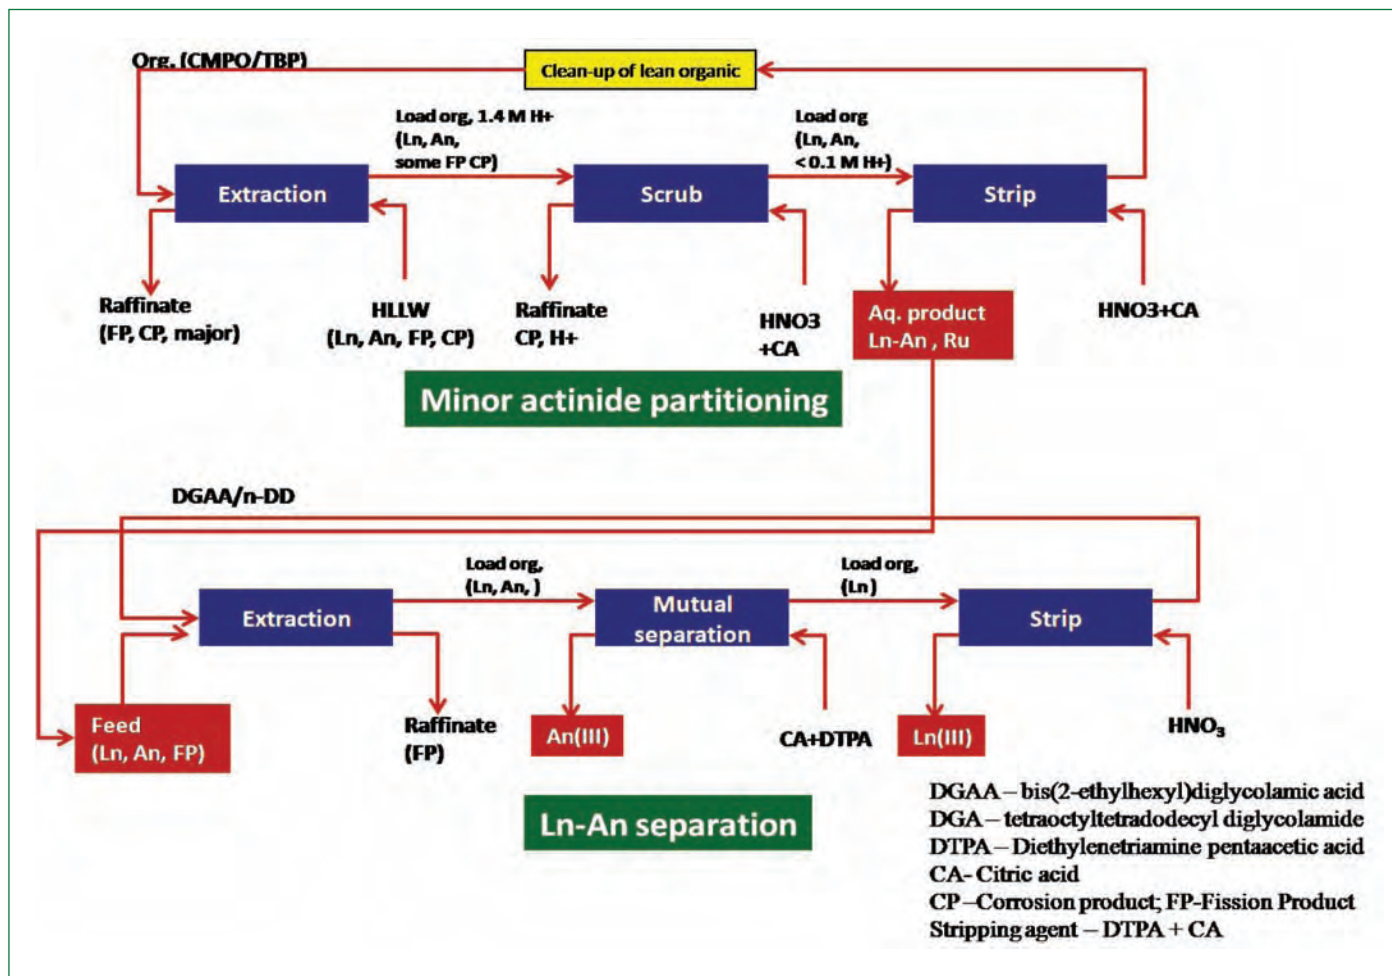 Org. (CMPO/TBP)
Clean-up of lean organic
Load org, 1.4 M H+
(Ln, An,
some FP CP)
Load org
(Ln, An,
< 0.1 M H+)
Extraction
Scrub
Strip
Raffinate
(FP, CP, major)
HLLW
(Ln, An, FP, CP)
Raffinate
CP, H+
HNO3
+CA
Aq. product
Ln-An , Ru
HNO3+CA
Minor actinide partitioning
DGAA/n-DD
Load org,
(Ln, An, )
Load org,
(Ln)
Extraction
Mutual
separation
Strip
Feed
(Ln, An, FP)
Raffinate
(FP)
An(III)
CA+DTPA
Ln(III)
HNO₃
Ln-An separation
DGAA – bis(2-ethylhexyl)diglycolamic acid
DGA – tetraoctyltetradodecyl diglycolamide
DTPA – Diethylenetriamine pentaacetic acid
CA- Citric acid
CP –Corrosion product; FP-Fission Product
Stripping agent – DTPA + CA